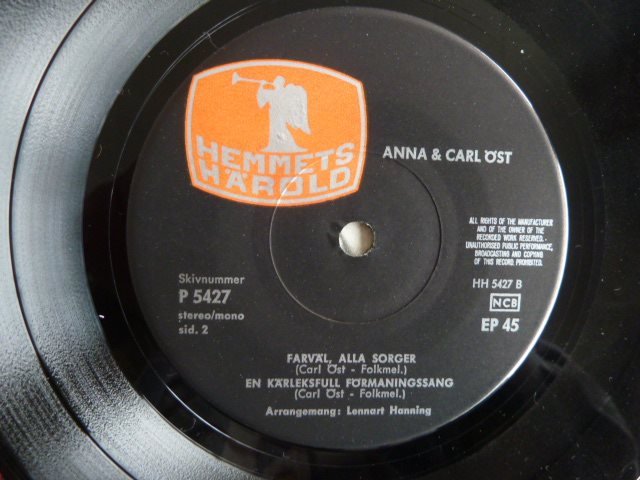 HEMMETS
HÄROLD
ANNA & CARL ÖST
ALL RIGHTS OF THE MANUFACTURER
AND OF THE OWNER OF THE
RECORDED WORK RESERVED.-
UNAUTHORISED PUBLIC PERFORMANCE,
BROADCASTING AND COPYING
OF THIS RECORD PROHIBITED.
Skivnummer
P 5427
stereo/mono
sid. 2
HH 5427 B
NCB
EP 45
FARVÄL, ALLA SORGER
(Carl Öst - Folkmel.)
EN KÄRLEKSFULL FÖRMANINGSSANG
(Carl Öst - Folkmel.)
Arrangemang: Lennart Hanning